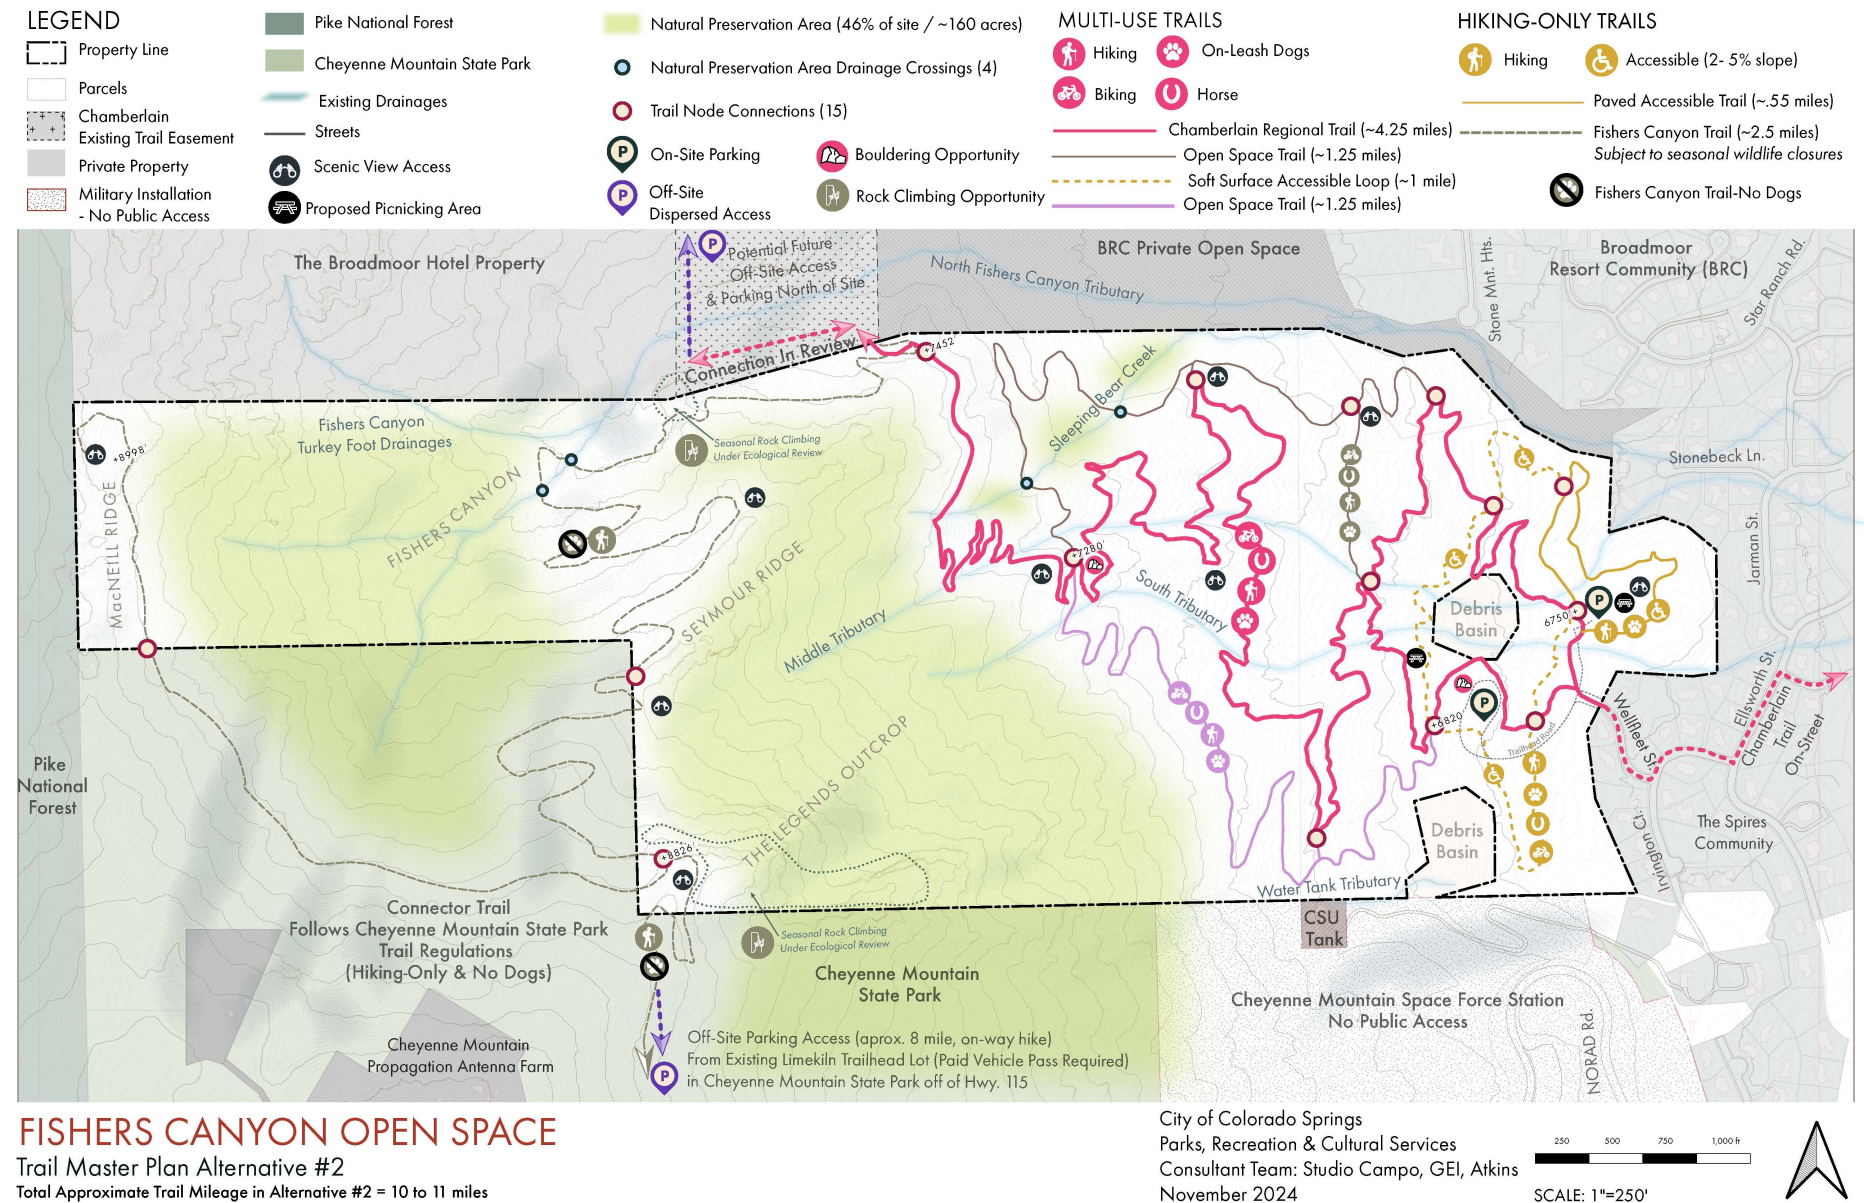 LEGEND
Property Line
Parcels
Chamberlain
Existing Trail Easement
Private Property
Military Installation
- No Public Access
Pike National Forest
Cheyenne Mountain State Park
Existing Drainages
Streets
Scenic View Access
Proposed Picnicking Area
Natural Preservation Area (46% of site / ~160 acres)
Natural Preservation Area Drainage Crossings (4)
Trail Node Connections (15)
P
On-Site Parking
P
Off-Site
Dispersed Access
Bouldering Opportunity
Rock Climbing Opportunity
MULTI-USE TRAILS
Hiking
On-Leash Dogs
Biking
Horse
Chamberlain Regional Trail (~4.25 miles)
Open Space Trail (~1.25 miles)
Soft Surface Accessible Loop (~1 mile)
Open Space Trail (~1.25 miles)
HIKING-ONLY TRAILS
Hiking
Accessible (2- 5% slope)
Paved Accessible Trail (~.55 miles)
Fishers Canyon Trail (~2.5 miles)
Subject to seasonal wildlife closures
Fishers Canyon Trail-No Dogs
The Broadmoor Hotel Property
P
Potential Future
Off-Site Access
& Parking North of Site
Connection In Review
North Fishers Canyon Tributary
BRC Private Open Space
Stone Mnt. Hts.
Broadmoor
Resort Community (BRC)
Star Ranch Rd.
+7452'
Fishers Canyon
Turkey Foot Drainages
+8998'
MacNEILL RIDGE
FISHERS CANYON
Seasonal Rock Climbing
Under Ecological Review
SEYMOUR RIDGE
Sleeping Bear Creek
+7280'
Middle Tributary
South Tributary
Stonebeck Ln.
Jarman St.
Debris
Basin
6750'+
P
+6820'
P
Trailhead Road
Wellfleet St.
Ellsworth St.
Chamberlain
Trail
On-Street
Pike
National
Forest
THE LEGENDS OUTCROP
+8826'
Debris
Basin
Irvington Ct.
The Spires
Community
Water Tank Tributary
CSU
Tank
Connector Trail
Follows Cheyenne Mountain State Park
Trail Regulations
(Hiking-Only & No Dogs)
Seasonal Rock Climbing
Under Ecological Review
Cheyenne Mountain
State Park
Cheyenne Mountain Space Force Station
No Public Access
NORAD Rd.
Cheyenne Mountain
Propagation Antenna Farm
P
Off-Site Parking Access (aprox. 8 mile, on-way hike)
From Existing Limekiln Trailhead Lot (Paid Vehicle Pass Required)
in Cheyenne Mountain State Park off of Hwy. 115
FISHERS CANYON OPEN SPACE
Trail Master Plan Alternative #2
Total Approximate Trail Mileage in Alternative #2 = 10 to 11 miles
City of Colorado Springs
Parks, Recreation & Cultural Services
Consultant Team: Studio Campo, GEI, Atkins
November 2024
250 500 750 1,000 ft
SCALE: 1"=250'